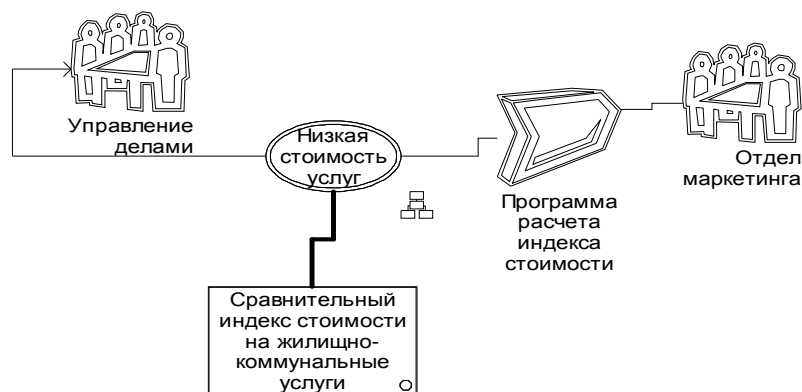 Управление
делами
Низкая
стоимость
услуг
Программа
расчета
индекса
стоимости
Отдел
маркетинга
Сравнительный
индекс стоимости
на жилищно-
коммунальные
услуги